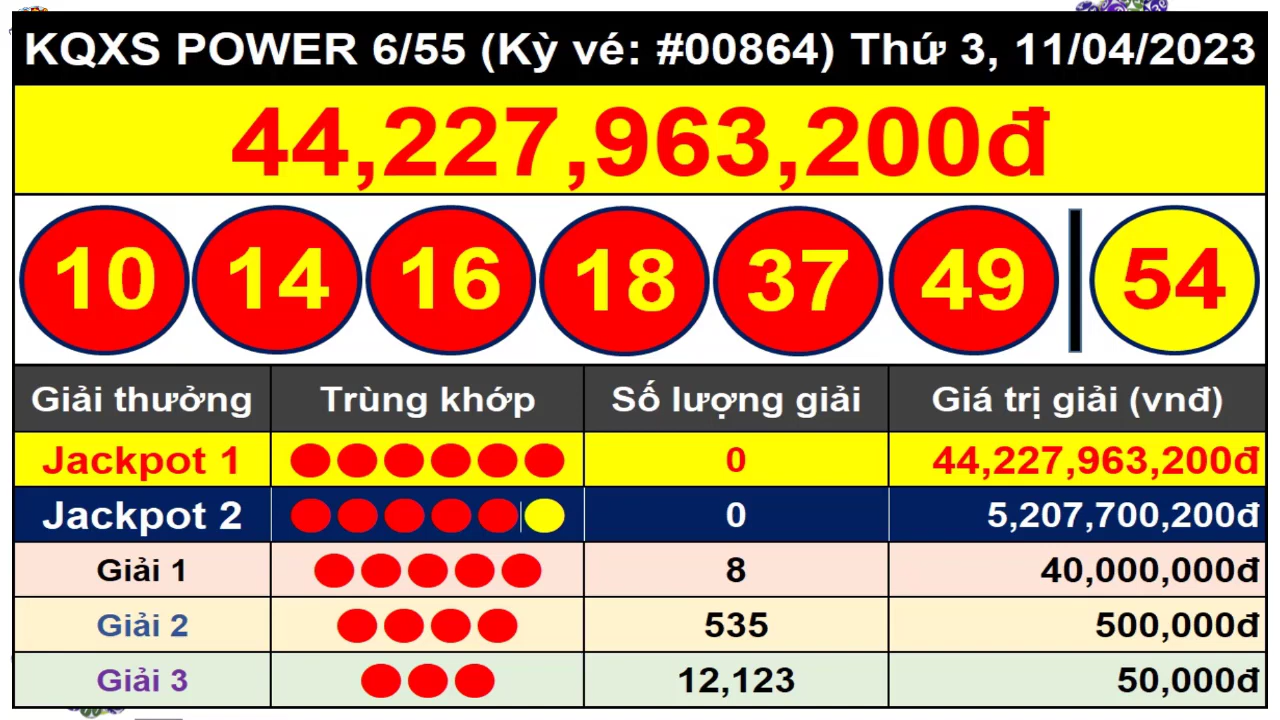 KQXS POWER 6/55 (Kỳ vé: #00864) Thứ 3, 11/04/2023
44,227,963,200đ
10 14 16 18 37 49 54
Giải thưởng Trùng khớp Số lượng giải Giá trị giải (vnđ)
Jackpot 1 0 44,227,963,200đ
Jackpot 2 0 5,207,700,200đ
Giải 1 8 40,000,000đ
Giải 2 535 500,000đ
Giải 3 12,123 50,000đ